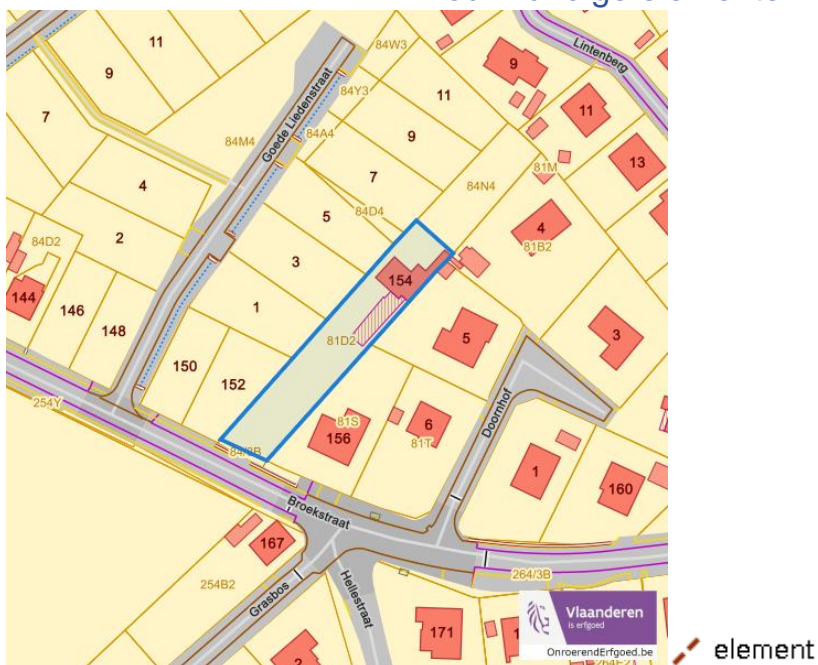 11
9
7
84W3
Goede Liedenstraat
84Y3
84A4
84M4
4
2
84D2
144
146
148
150
152
254Y
11
9
7
84N4
84D4
5
3
1
154
81D2
Lintenberg
9
11
13
81M
4
81B2
3
5
Doornhof
6
81T
81S
156
1
160
Broekstraat
167
254B2
Grasbos
Hellestraat
264/3B
171
2
Vlaanderen
is erfgoed
OnroerendErfgoed.be
element